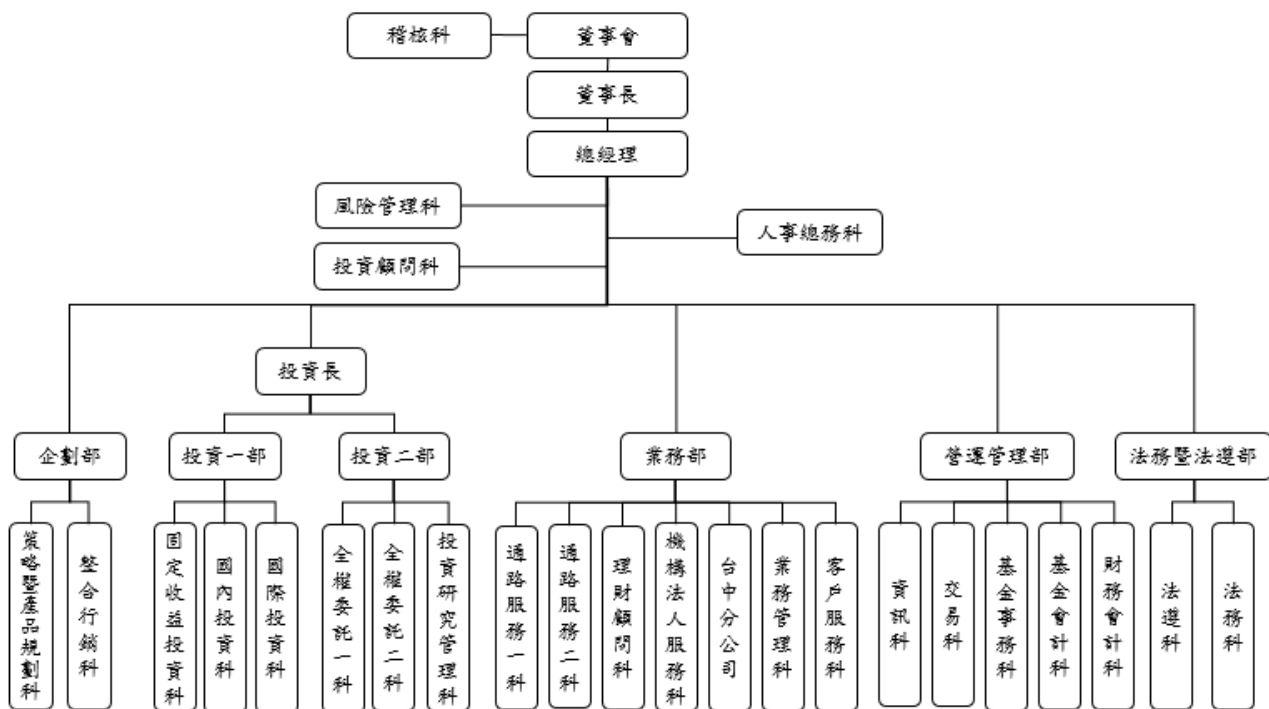 稽核科
董事會
董事長
總經理
風險管理科
人事總務科
投資顧問科
投資長
企劃部
投資一部
投資二部
業務部
營運管理部
法務暨法遵部
策略暨產品規劃科
整合行銷科
固定收益投資科
國內投資科
國際投資科
全權委託一科
全權委託二科
投資研究管理科
通路服務一科
通路服務二科
理財顧問科
機構法人服務科
台中分公司
業務管理科
客戶服務科
資訊科
交易科
基金事務科
基金會計科
財務會計科
法遵科
法務科